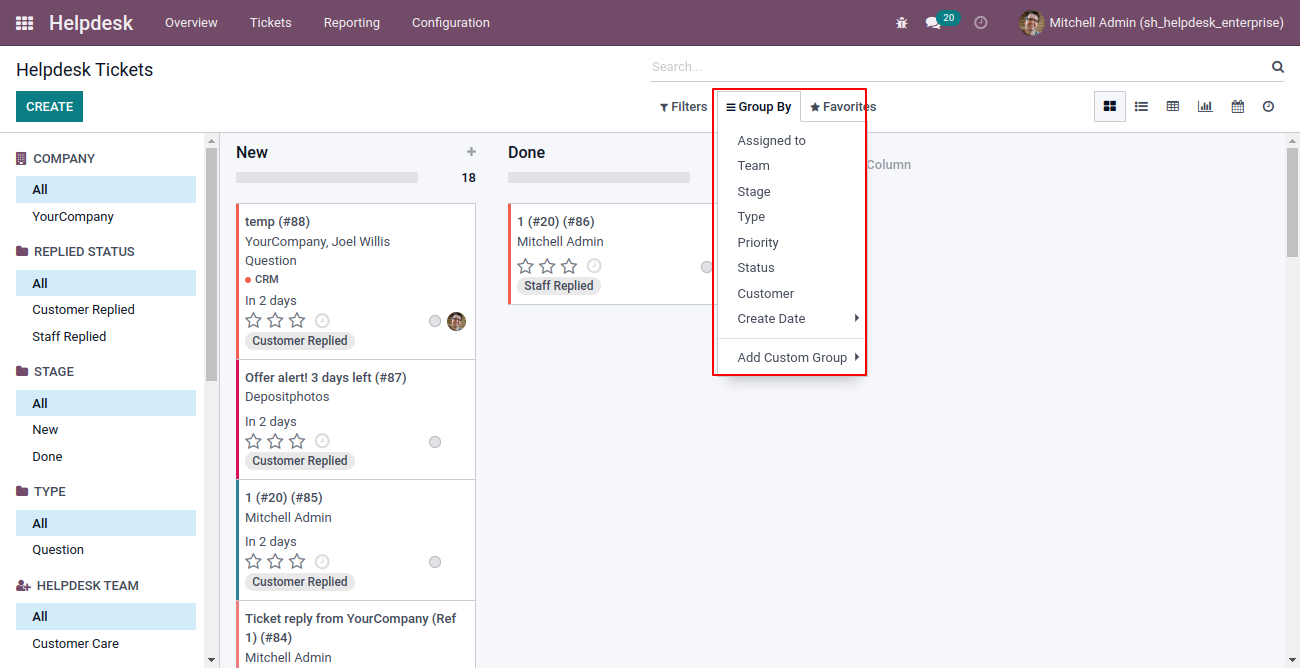 Helpdesk Overview Tickets Reporting Configuration 20 Mitchell Admin (sh_helpdesk_enterprise)
Helpdesk Tickets
Search...
CREATE
Filters Group By Favorites
COMPANY
All
YourCompany
REPLIED STATUS
All
Customer Replied
Staff Replied
STAGE
All
New
Done
TYPE
All
Question
HELPDESK TEAM
All
Customer Care
New +
18
temp (#88)
YourCompany, Joel Willis
Question
CRM
In 2 days
Customer Replied
Offer alert! 3 days left (#87)
Depositphotos
In 2 days
Customer Replied
1 (#20) (#85)
Mitchell Admin
In 2 days
Customer Replied
Ticket reply from YourCompany (Ref
1) (#84)
Mitchell Admin
Done
1 (#20) (#86)
Mitchell Admin
Staff Replied
Assigned to
Team
Stage
Type
Priority
Status
Customer
Create Date
Add Custom Group
Column